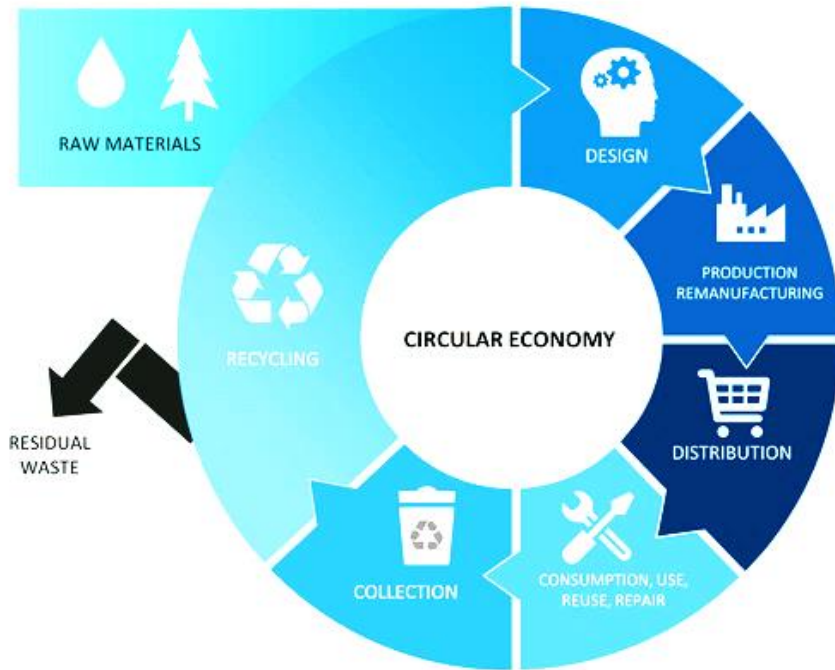 RAW MATERIALS
DESIGN
PRODUCTION
REMANUFACTURING
DISTRIBUTION
CONSUMPTION, USE,
REUSE, REPAIR
COLLECTION
RECYCLING
RESIDUAL
WASTE
CIRCULAR ECONOMY